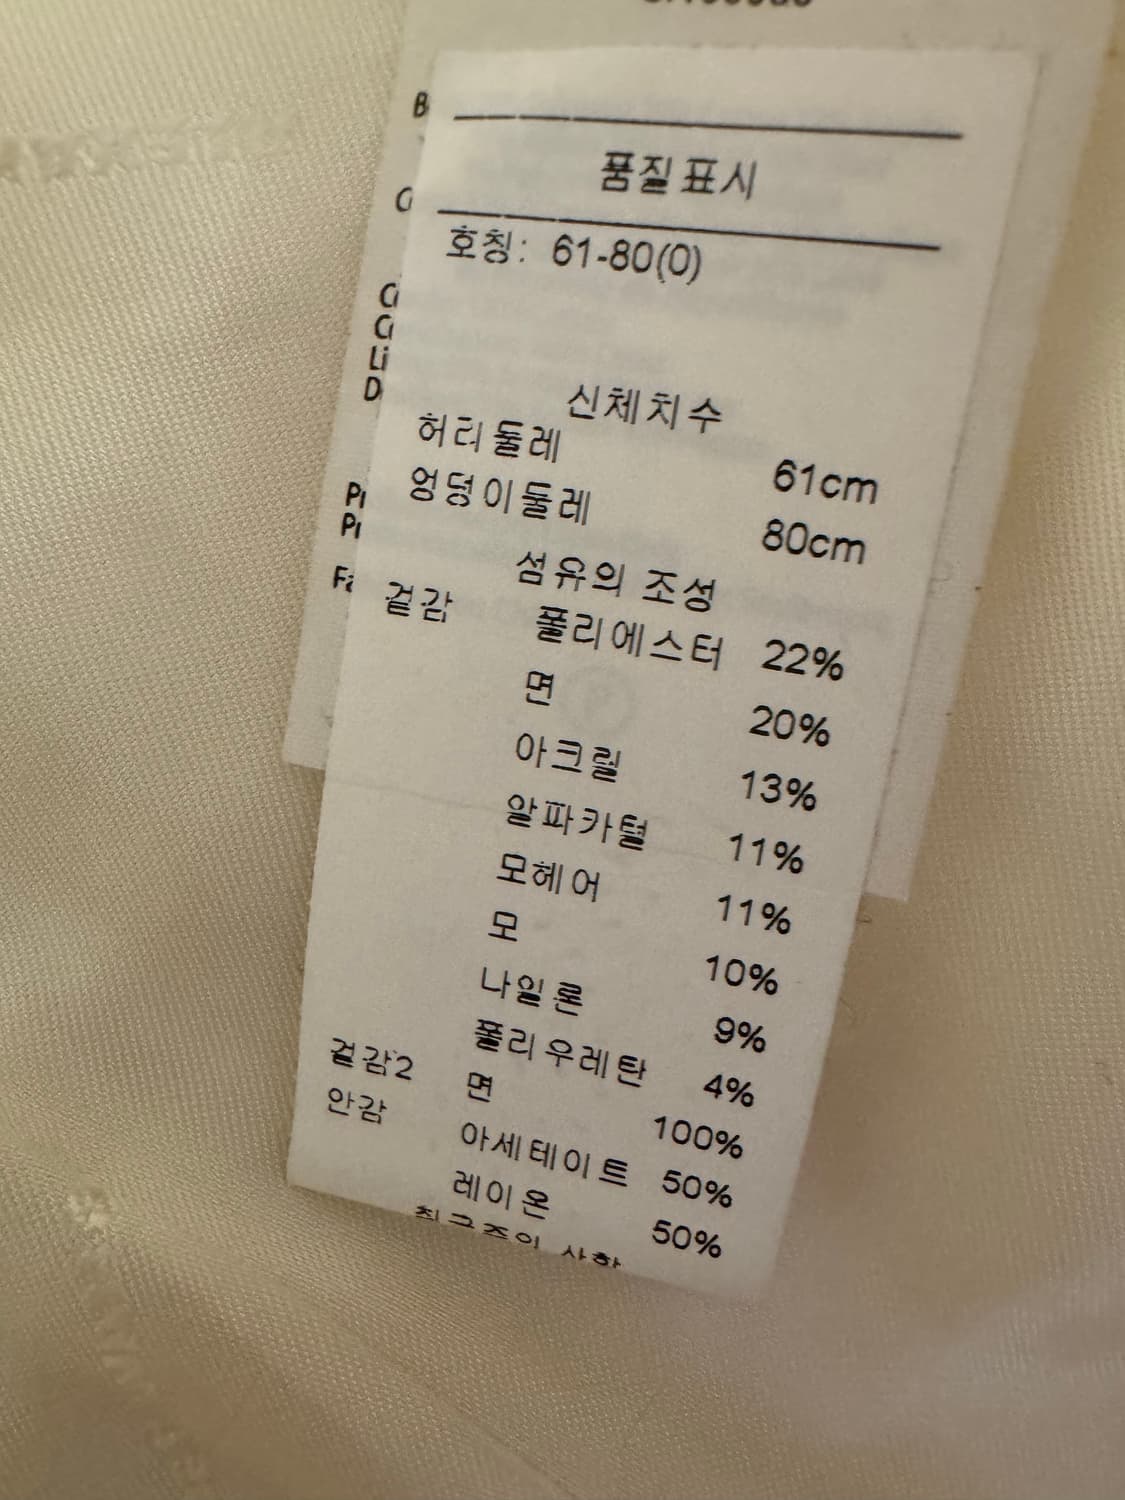 품질표시
호칭: 61-80(0)
신체치수
허리둘레 61cm
엉덩이둘레 80cm
섬유의 조성
겉감 폴리에스터 22%
면 20%
아크릴 13%
알파카털 11%
모헤어 11%
모 10%
나일론 9%
폴리우레탄 4%
겉감2 면 100%
안감 아세테이트 50%
레이온 50%